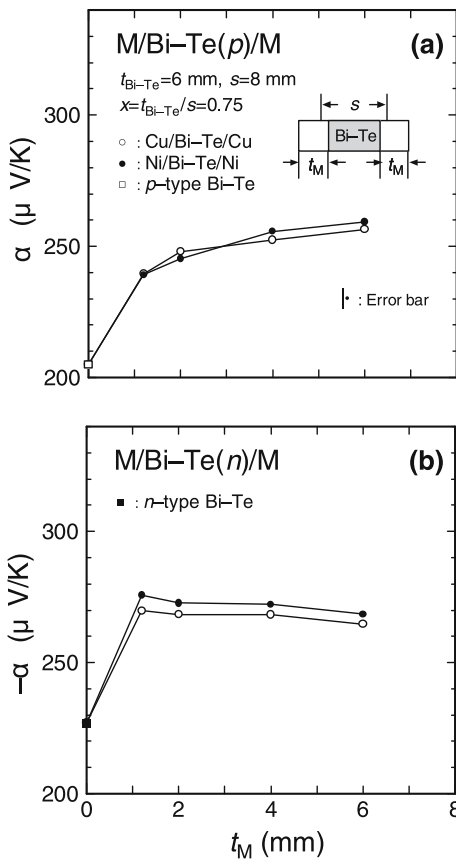 M/Bi–Te(p)/M (a)
t_Bi–Te=6 mm, s=8 mm
x=t_Bi–Te/s=0.75
○ : Cu/Bi–Te/Cu
● : Ni/Bi–Te/Ni
□ : p–type Bi–Te
s
Bi–Te
t_M t_M
: Error bar
300
250
200
α (μ V/K)
M/Bi–Te(n)/M (b)
■ : n–type Bi–Te
300
250
200
–α (μ V/K)
0 2 4 6 8
t_M (mm)